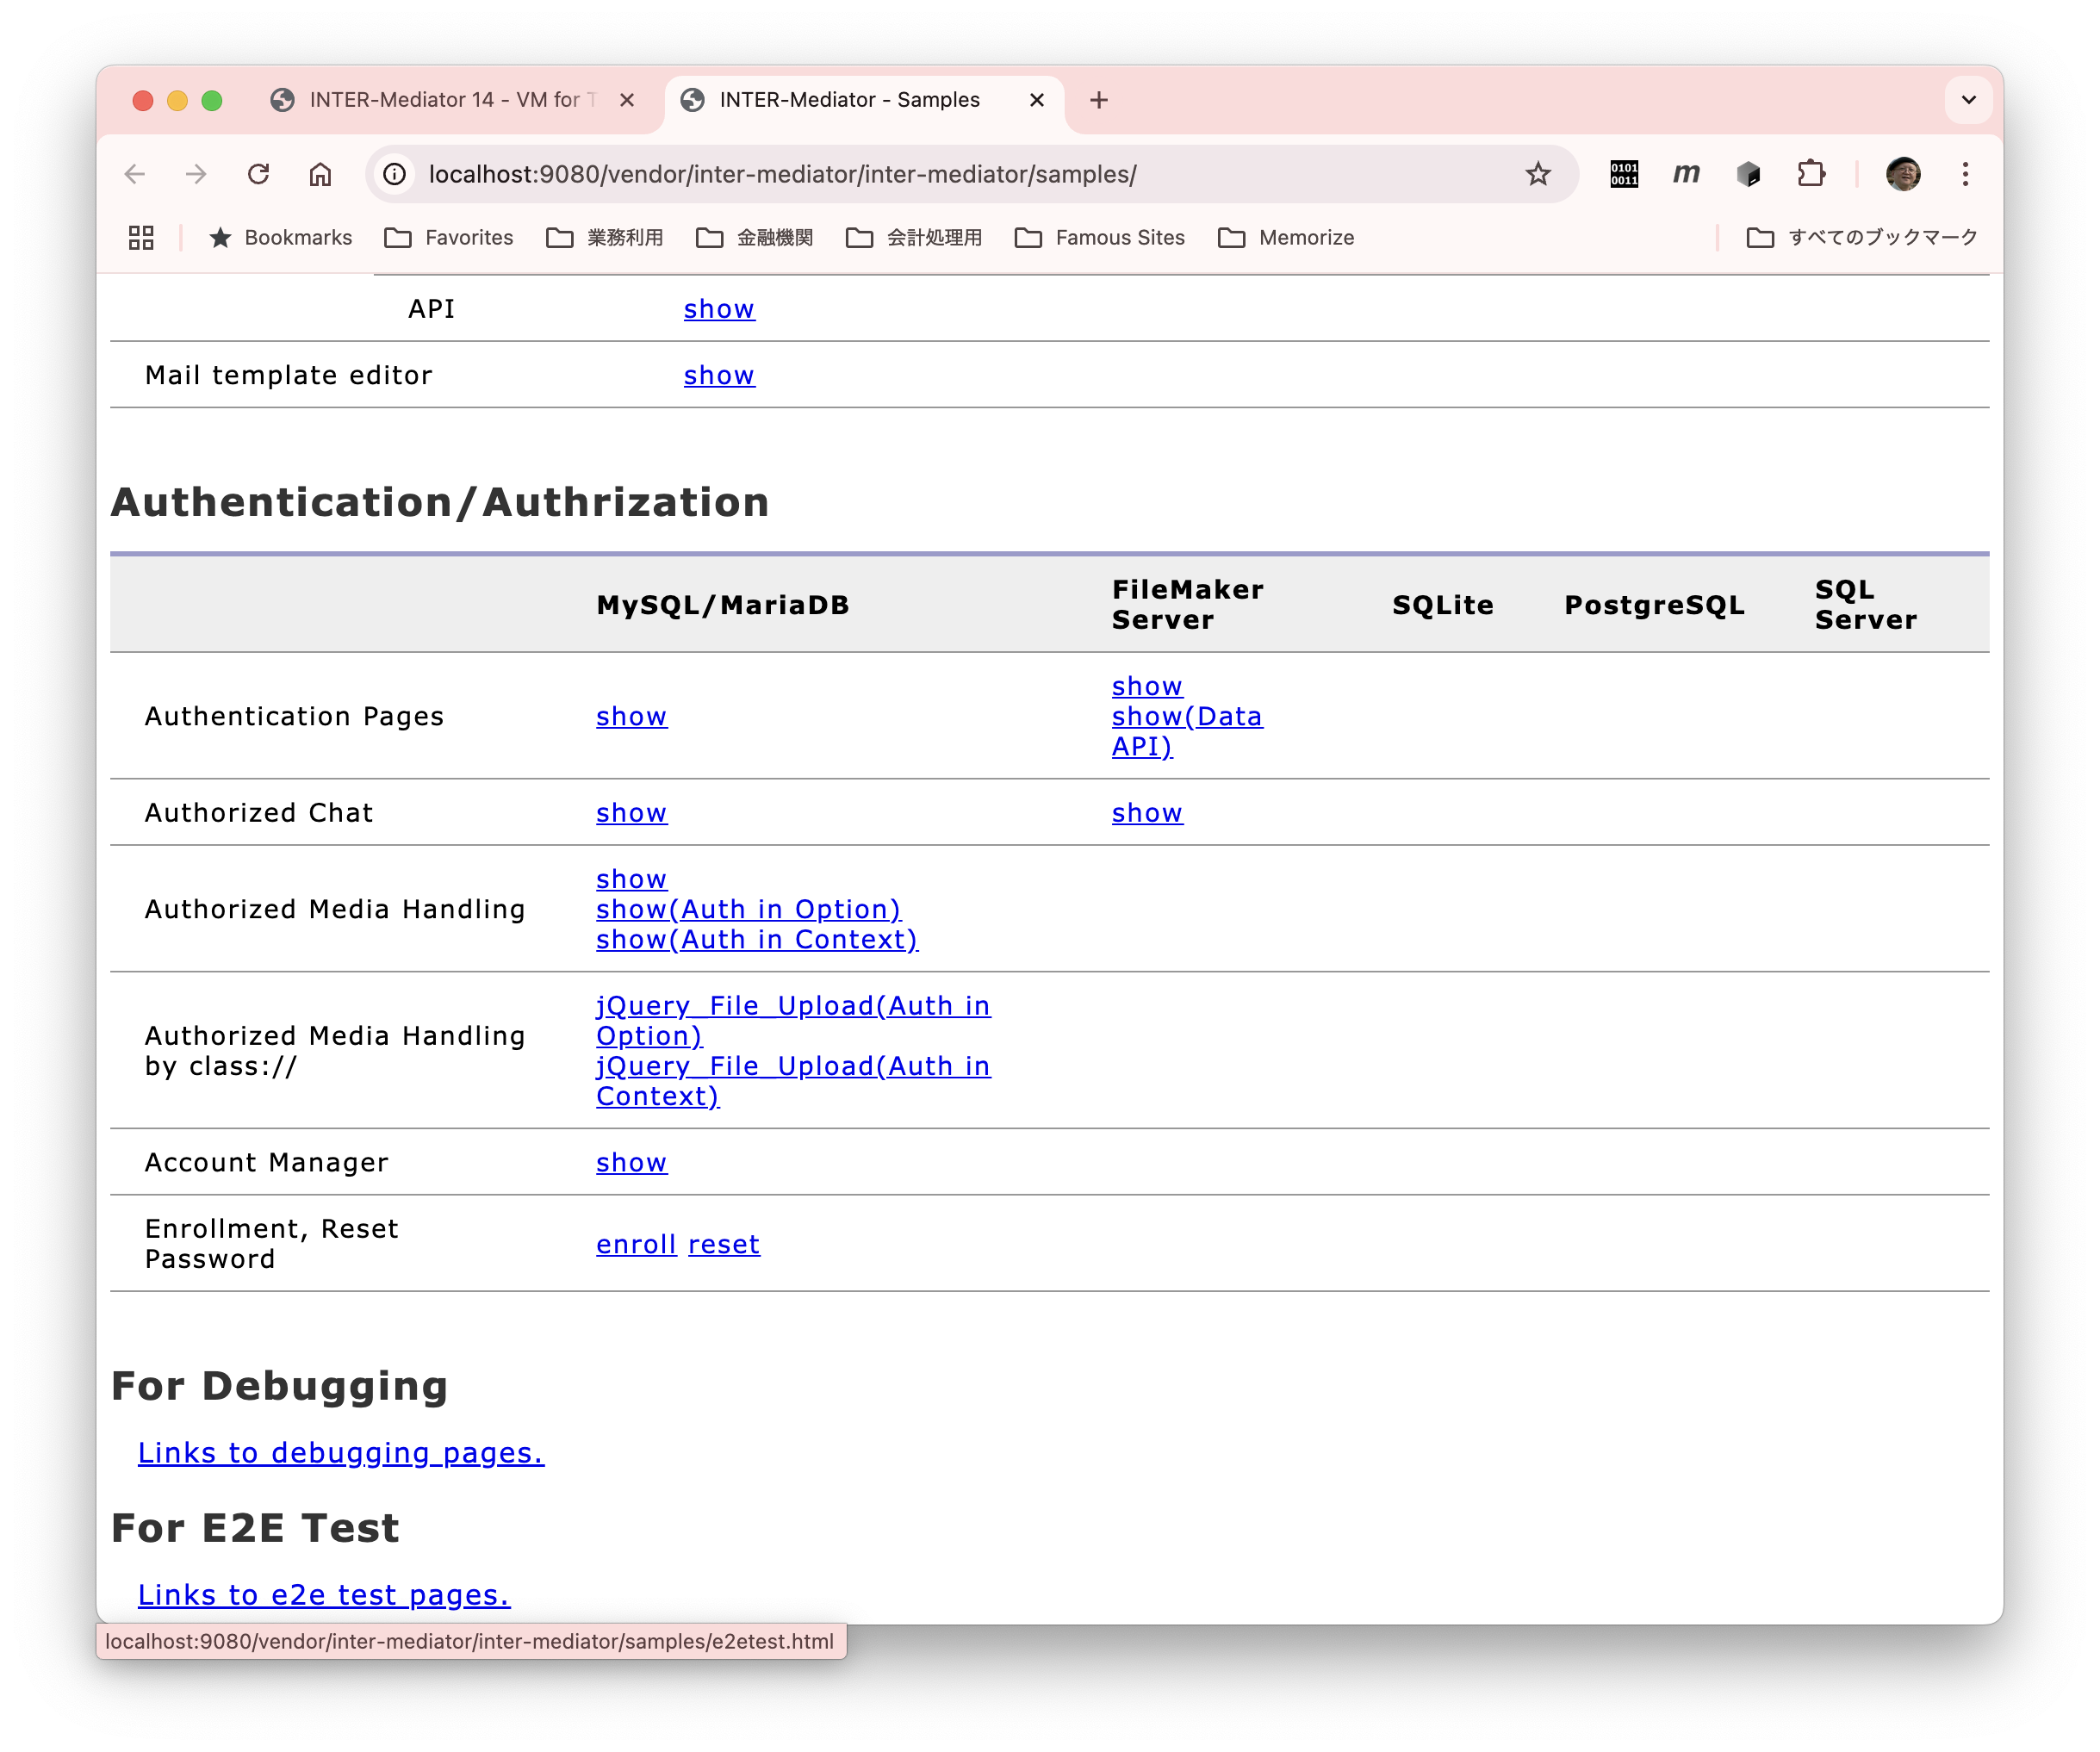 INTER-Mediator 14 - VM for T
INTER-Mediator - Samples
localhost:9080/vendor/inter-mediator/inter-mediator/samples/
0101
0011
m
Bookmarks
Favorites
業務利用
金融機関
会計処理用
Famous Sites
Memorize
すべてのブックマーク
API show
Mail template editor show
Authentication/Authrization
MySQL/MariaDB
FileMaker
Server
SQLite
PostgreSQL
SQL
Server
Authentication Pages
show
show
show(Data
API)
Authorized Chat
show
show
Authorized Media Handling
show
show(Auth in Option)
show(Auth in Context)
Authorized Media Handling
by class://
jQuery_File_Upload(Auth in
Option)
jQuery_File_Upload(Auth in
Context)
Account Manager
show
Enrollment, Reset
Password
enroll reset
For Debugging
Links to debugging pages.
For E2E Test
Links to e2e test pages.
localhost:9080/vendor/inter-mediator/inter-mediator/samples/e2etest.html